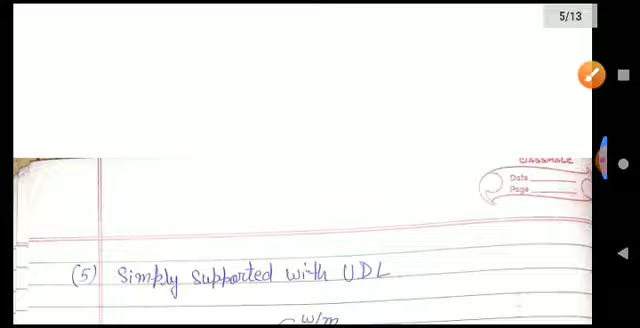 5/13
CLASSMATE
Date
Page
(5) Simply supported with UDL
w/m